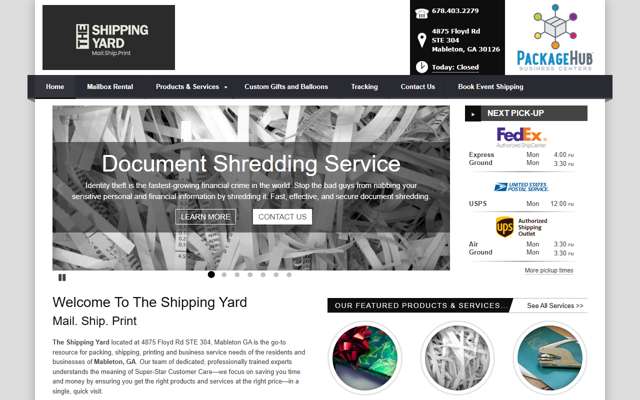 THE SHIPPING YARD
Mail.Ship.Print
678.403.2279
4875 Floyd Rd
STE 304
Mableton, GA 30126
Today: Closed
PACKAGEHUB
BUSINESS CENTERS
Home
Mailbox Rental
Products & Services
Custom Gifts and Balloons
Tracking
Contact Us
Book Event Shipping
Document Shredding Service
Identity theft is the fastest-growing financial crime in the world. Stop the bad guys from nabbing your
sensitive personal and financial information by shredding it. Fast, effective, and secure document shredding.
LEARN MORE
CONTACT US
NEXT PICK-UP
FedEx
Authorized ShipCenter
Express Mon 4:00 PM
Ground Mon 3:30 PM
UNITED STATES
POSTAL SERVICE
USPS Mon 12:00 PM
ups
Authorized
Shipping
Outlet
Air Mon 3:30 PM
Ground Mon 3:30 PM
More pickup times
Welcome To The Shipping Yard
Mail. Ship. Print
The Shipping Yard located at 4875 Floyd Rd STE 304, Mableton GA is the go-to
resource for packing, shipping, printing and business service needs of the residents and
businesses of Mableton, GA. Our team of dedicated, professionally trained experts
understands the meaning of Super-Star Customer Care—we focus on saving you time
and money by ensuring you get the right products and services at the right price—in a
single, quick visit.
OUR FEATURED PRODUCTS & SERVICES...
See All Services >>